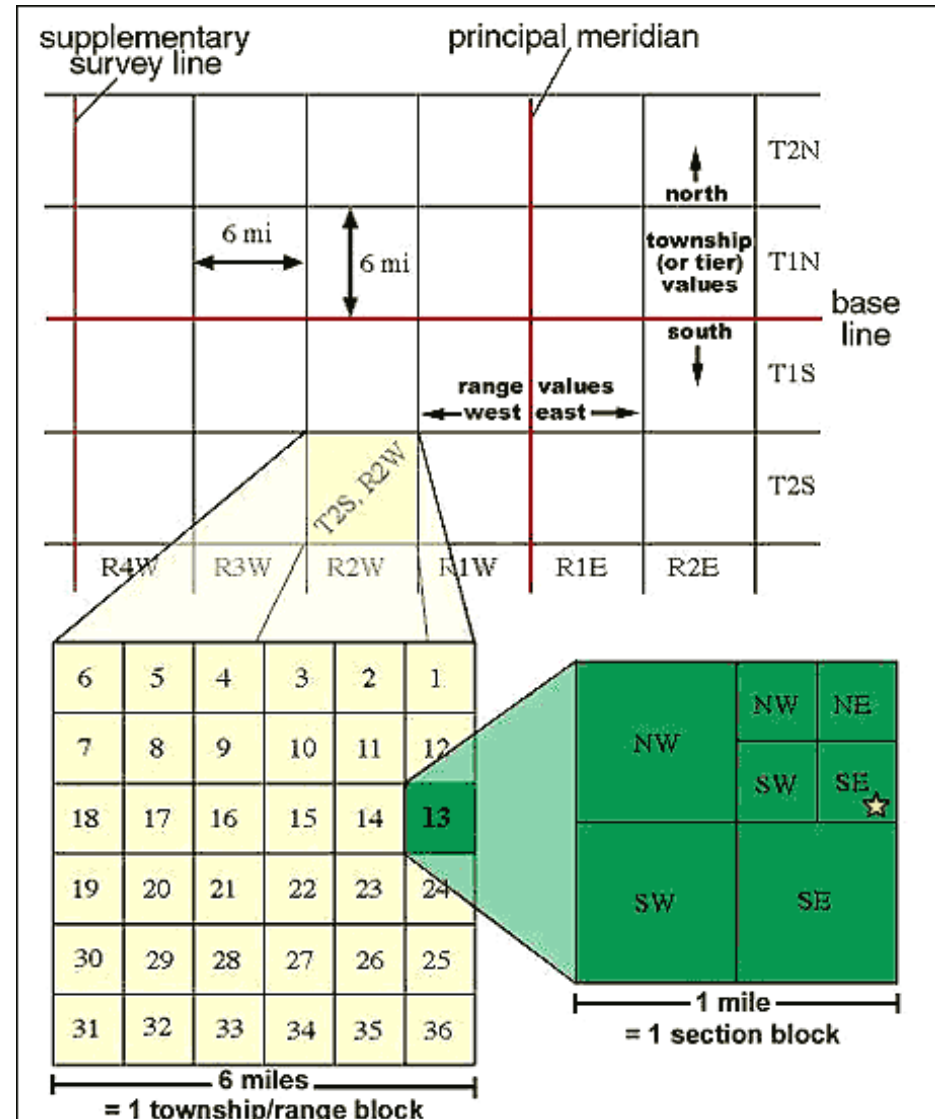 supplementary
survey line
principal meridian
T2N
north
6 mi
6 mi
township
(or tier)
values
T1N
base
line
south
T1S
range values
west east
T2S, R2W
T2S
R4W R3W R2W R1W R1E R2E
6 5 4 3 2 1
7 8 9 10 11 12
18 17 16 15 14 13
19 20 21 22 23 24
30 29 28 27 26 25
31 32 33 34 35 36
6 miles
= 1 township/range block
NW NW NE
SW SE
SW SE
1 mile
= 1 section block